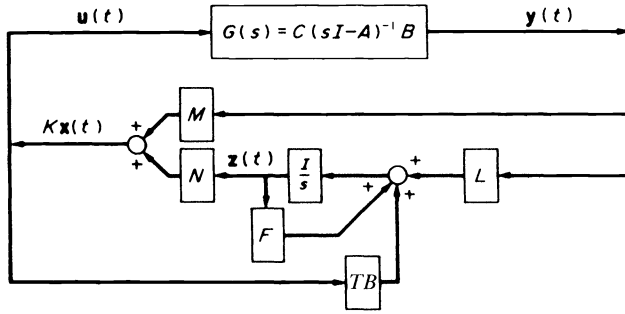 u(t)
G(s)=C(sI-A)⁻¹B
y(t)
M
+
Kx(t)
+
z(t)
N
I/s
+
+
+
L
F
TB